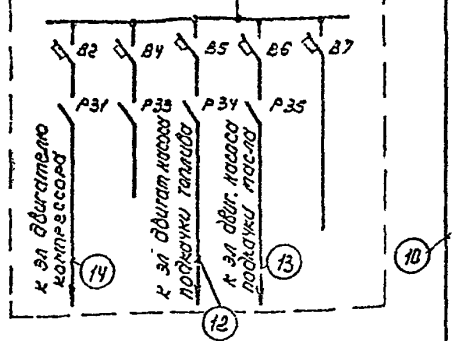 В2 В4 В5 В6 В7
Р31 Р33 Р34 Р35
к эл двигателю
компрессора
к эл двигат насоса
подкачки топлива
к эл двиг. насоса
подкачки масла
14
12
13
10